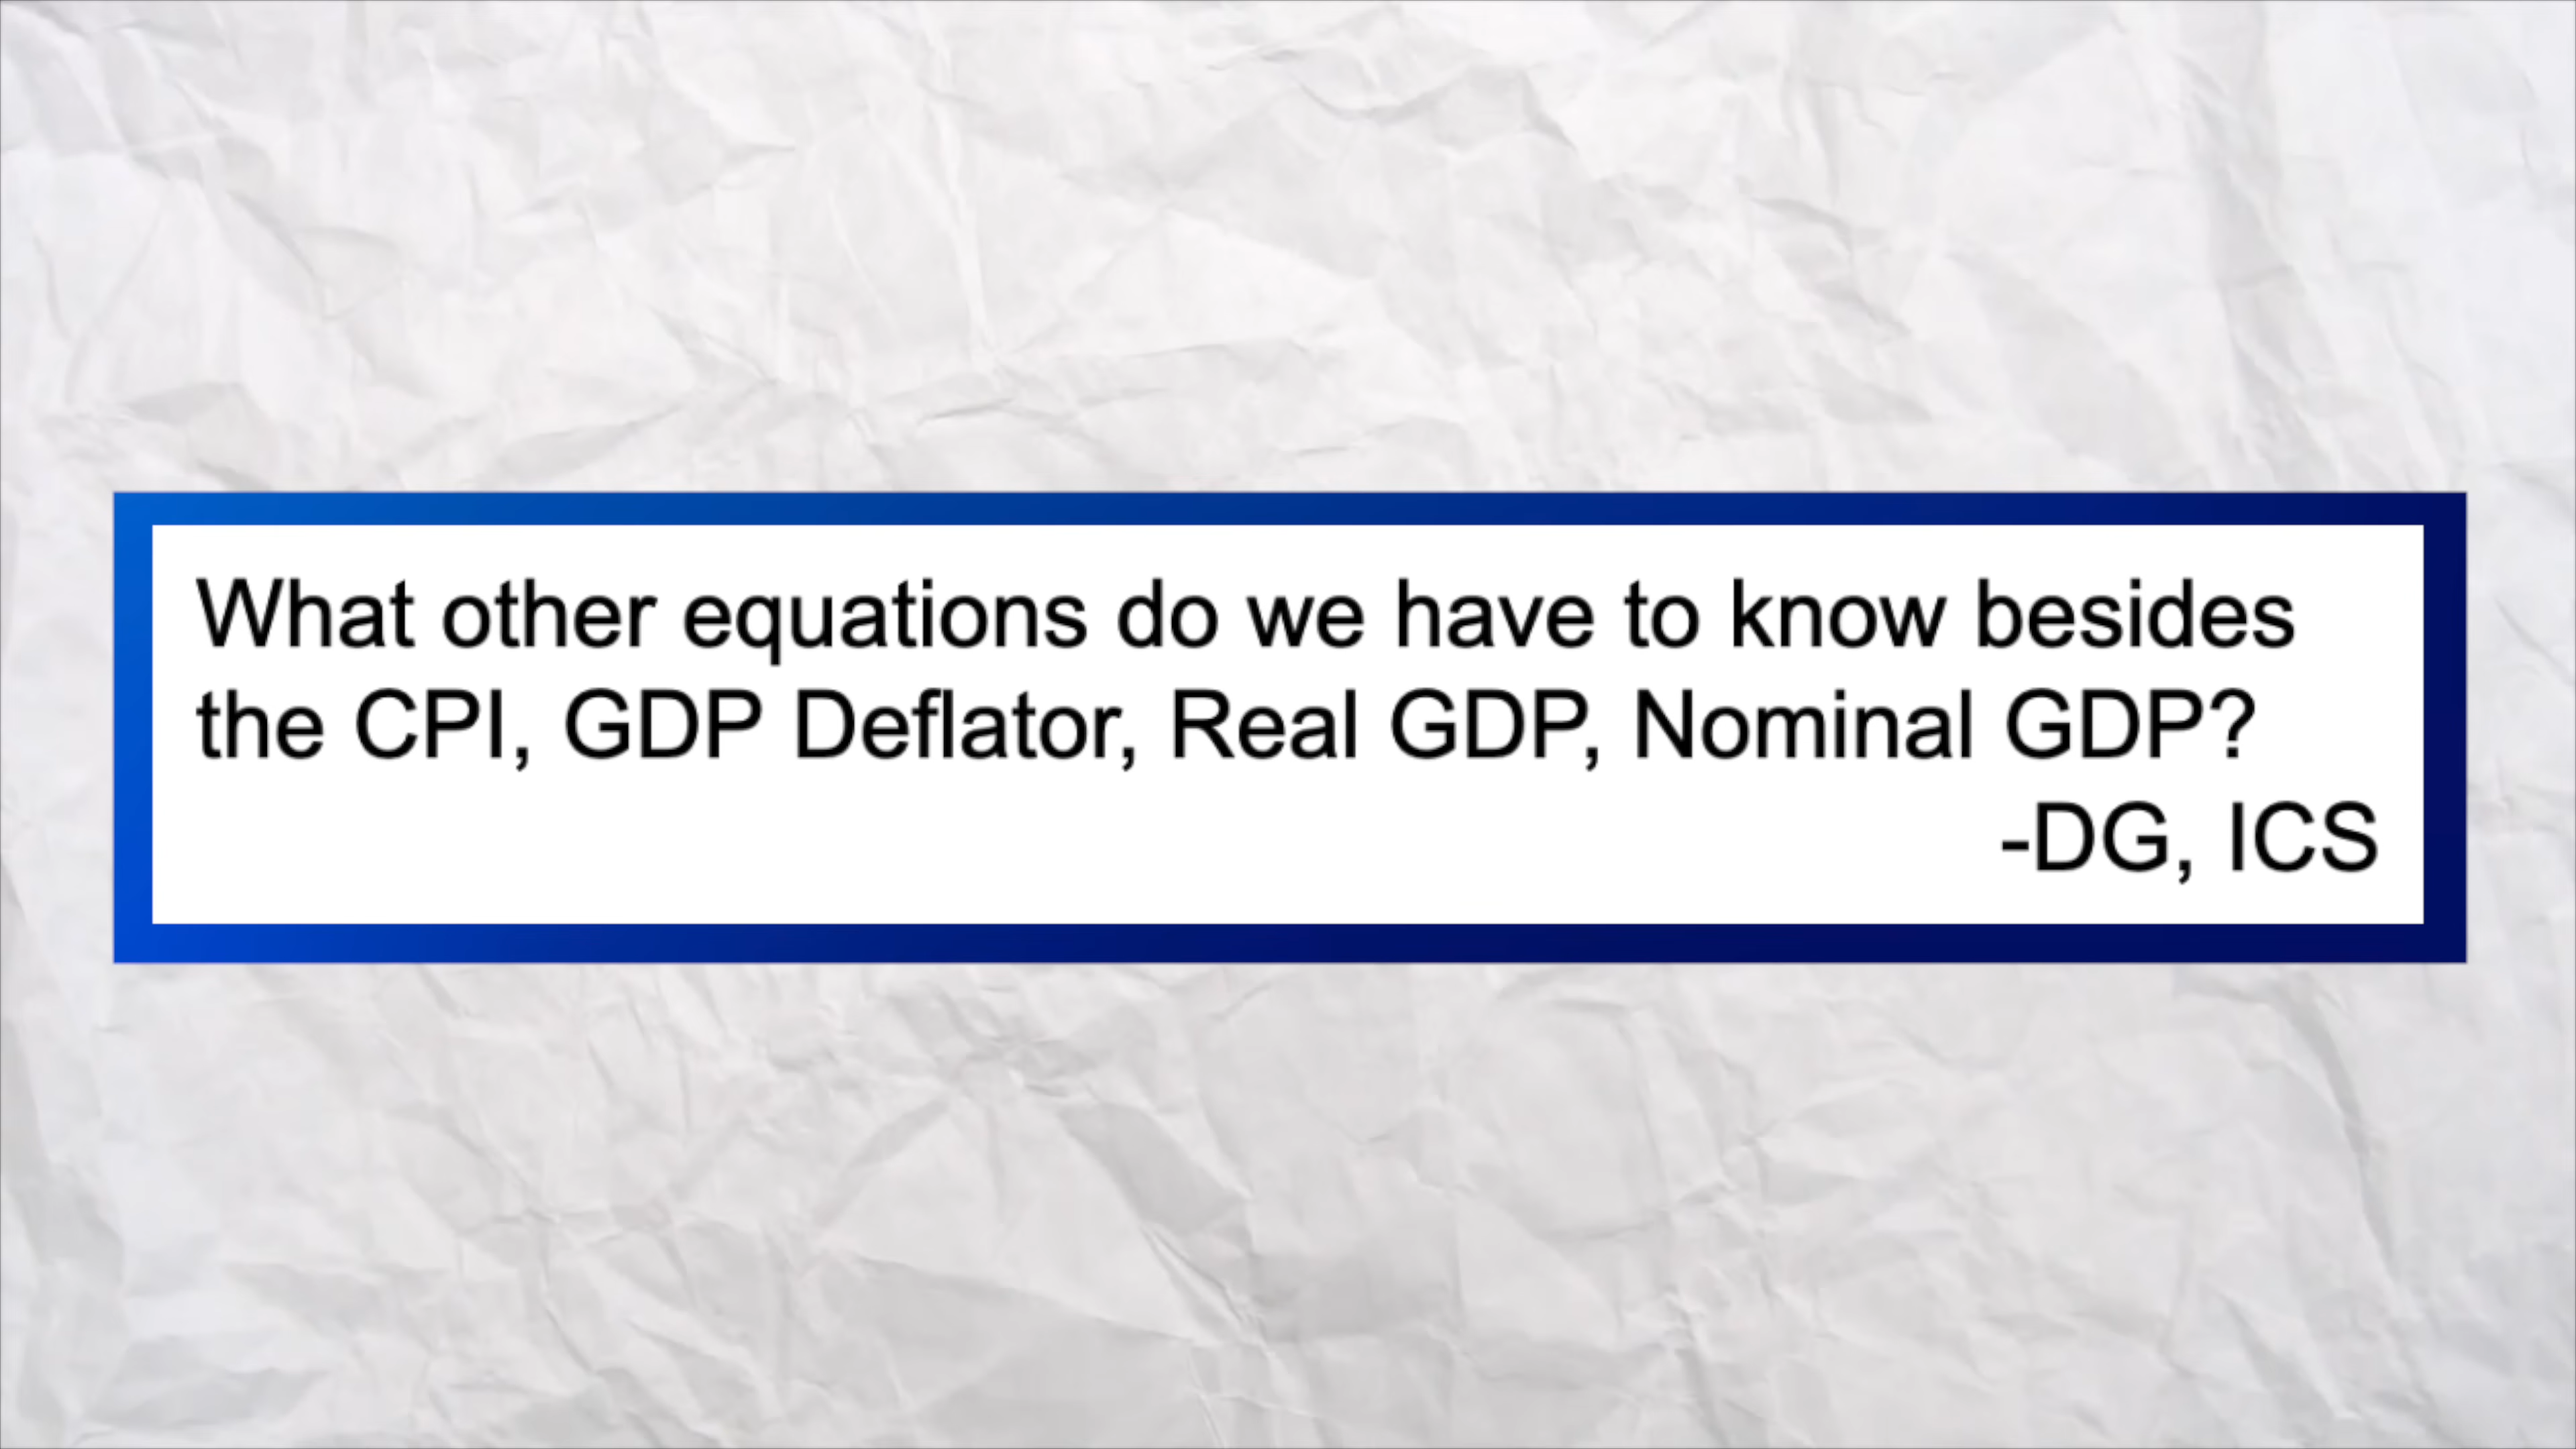 What other equations do we have to know besides
the CPI, GDP Deflator, Real GDP, Nominal GDP?
-DG, ICS